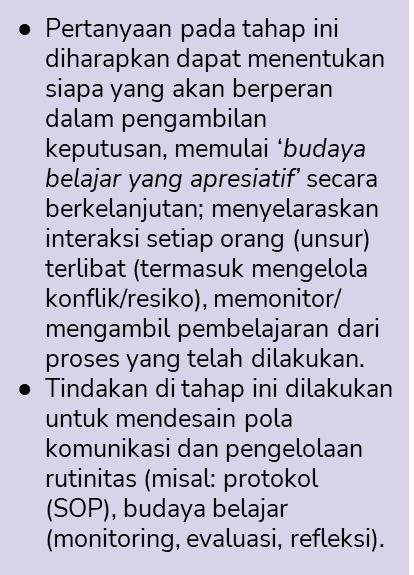 ● Pertanyaan pada tahap ini
diharapkan dapat menentukan
siapa yang akan berperan
dalam pengambilan
keputusan, memulai ‘budaya
belajar yang apresiatif’ secara
berkelanjutan; menyelaraskan
interaksi setiap orang (unsur)
terlibat (termasuk mengelola
konflik/resiko), memonitor/
mengambil pembelajaran dari
proses yang telah dilakukan.
● Tindakan di tahap ini dilakukan
untuk mendesain pola
komunikasi dan pengelolaan
rutinitas (misal: protokol
(SOP), budaya belajar
(monitoring, evaluasi, refleksi).